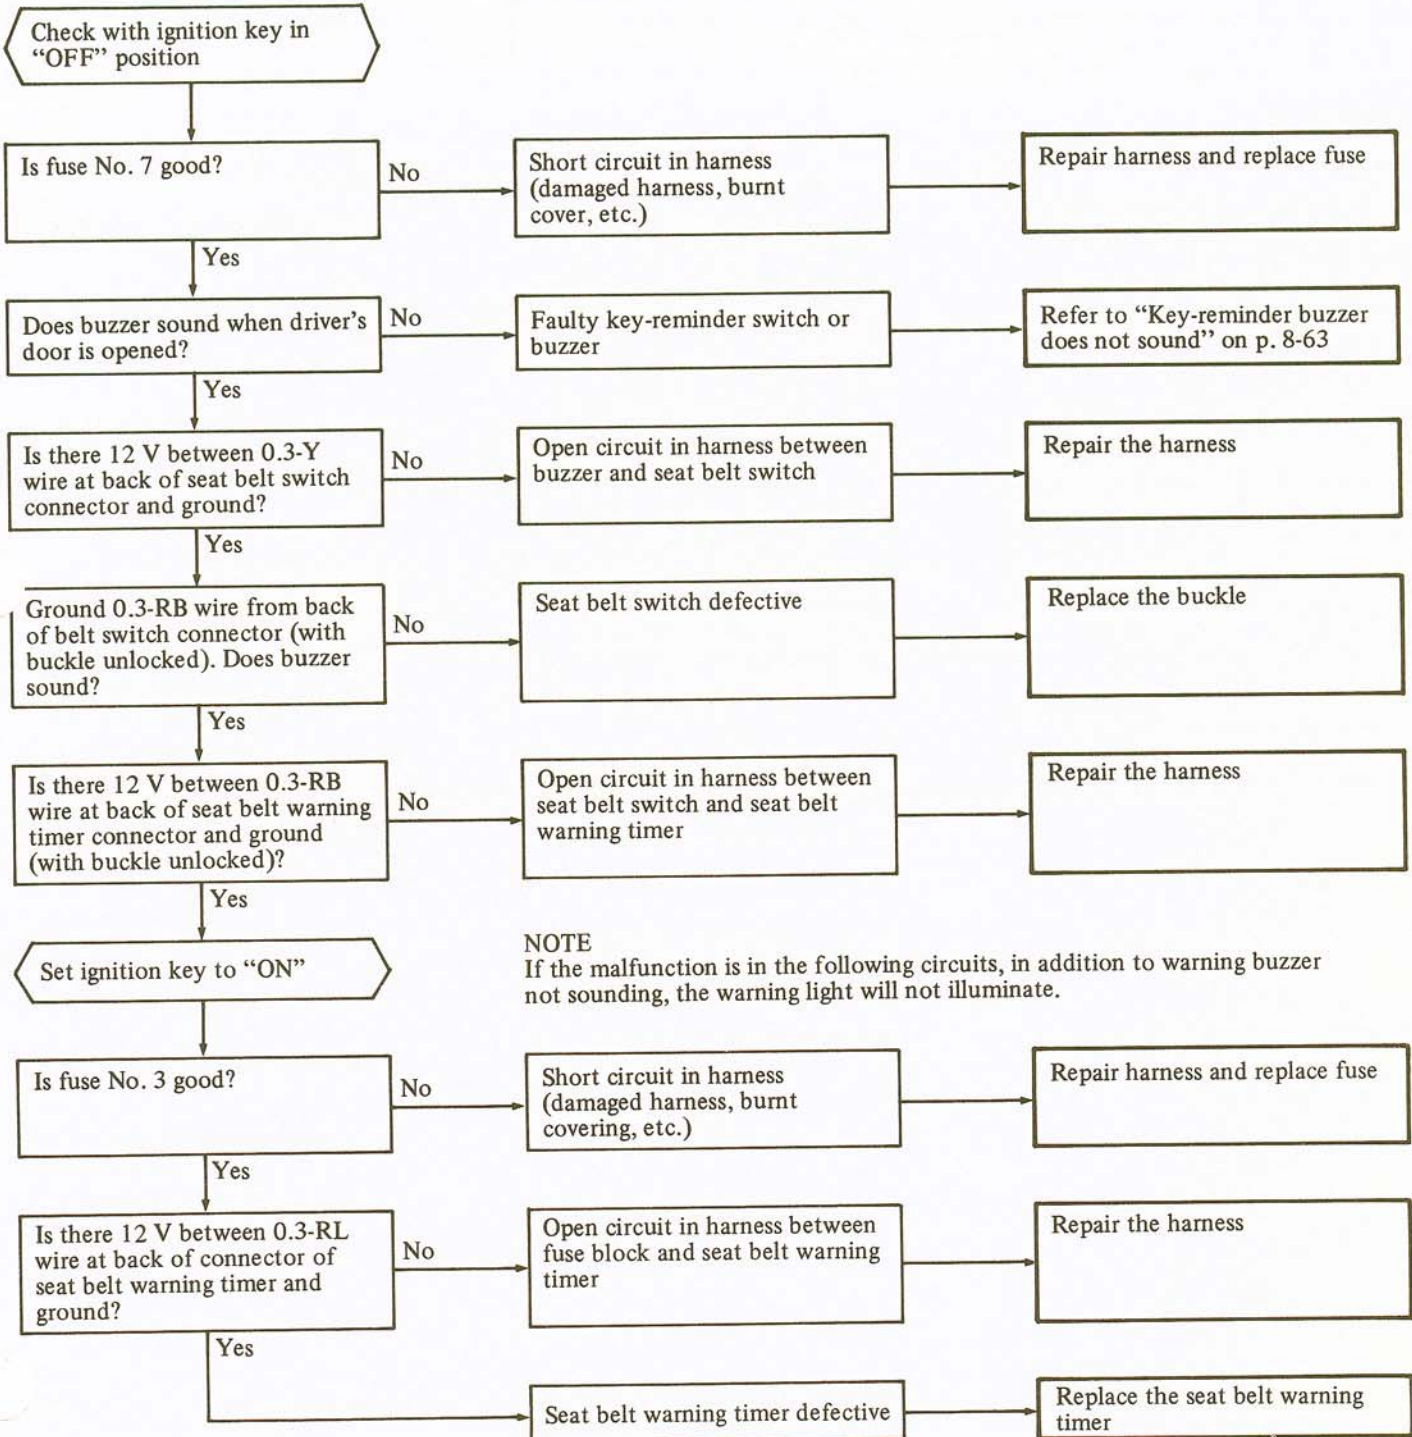 Check with ignition key in
“OFF” position
Is fuse No. 7 good?
No
Short circuit in harness
(damaged harness, burnt
cover, etc.)
Repair harness and replace fuse
Yes
Does buzzer sound when driver's
door is opened?
No
Faulty key-reminder switch or
buzzer
Refer to “Key-reminder buzzer
does not sound” on p. 8-63
Yes
Is there 12 V between 0.3-Y
wire at back of seat belt switch
connector and ground?
No
Open circuit in harness between
buzzer and seat belt switch
Repair the harness
Yes
Ground 0.3-RB wire from back
of belt switch connector (with
buckle unlocked). Does buzzer
sound?
No
Seat belt switch defective
Replace the buckle
Yes
Is there 12 V between 0.3-RB
wire at back of seat belt warning
timer connector and ground
(with buckle unlocked)?
No
Open circuit in harness between
seat belt switch and seat belt
warning timer
Repair the harness
Yes
Set ignition key to “ON”
NOTE
If the malfunction is in the following circuits, in addition to warning buzzer
not sounding, the warning light will not illuminate.
Is fuse No. 3 good?
No
Short circuit in harness
(damaged harness, burnt
covering, etc.)
Repair harness and replace fuse
Yes
Is there 12 V between 0.3-RL
wire at back of connector of
seat belt warning timer and
ground?
No
Open circuit in harness between
fuse block and seat belt warning
timer
Repair the harness
Yes
Seat belt warning timer defective
Replace the seat belt warning
timer